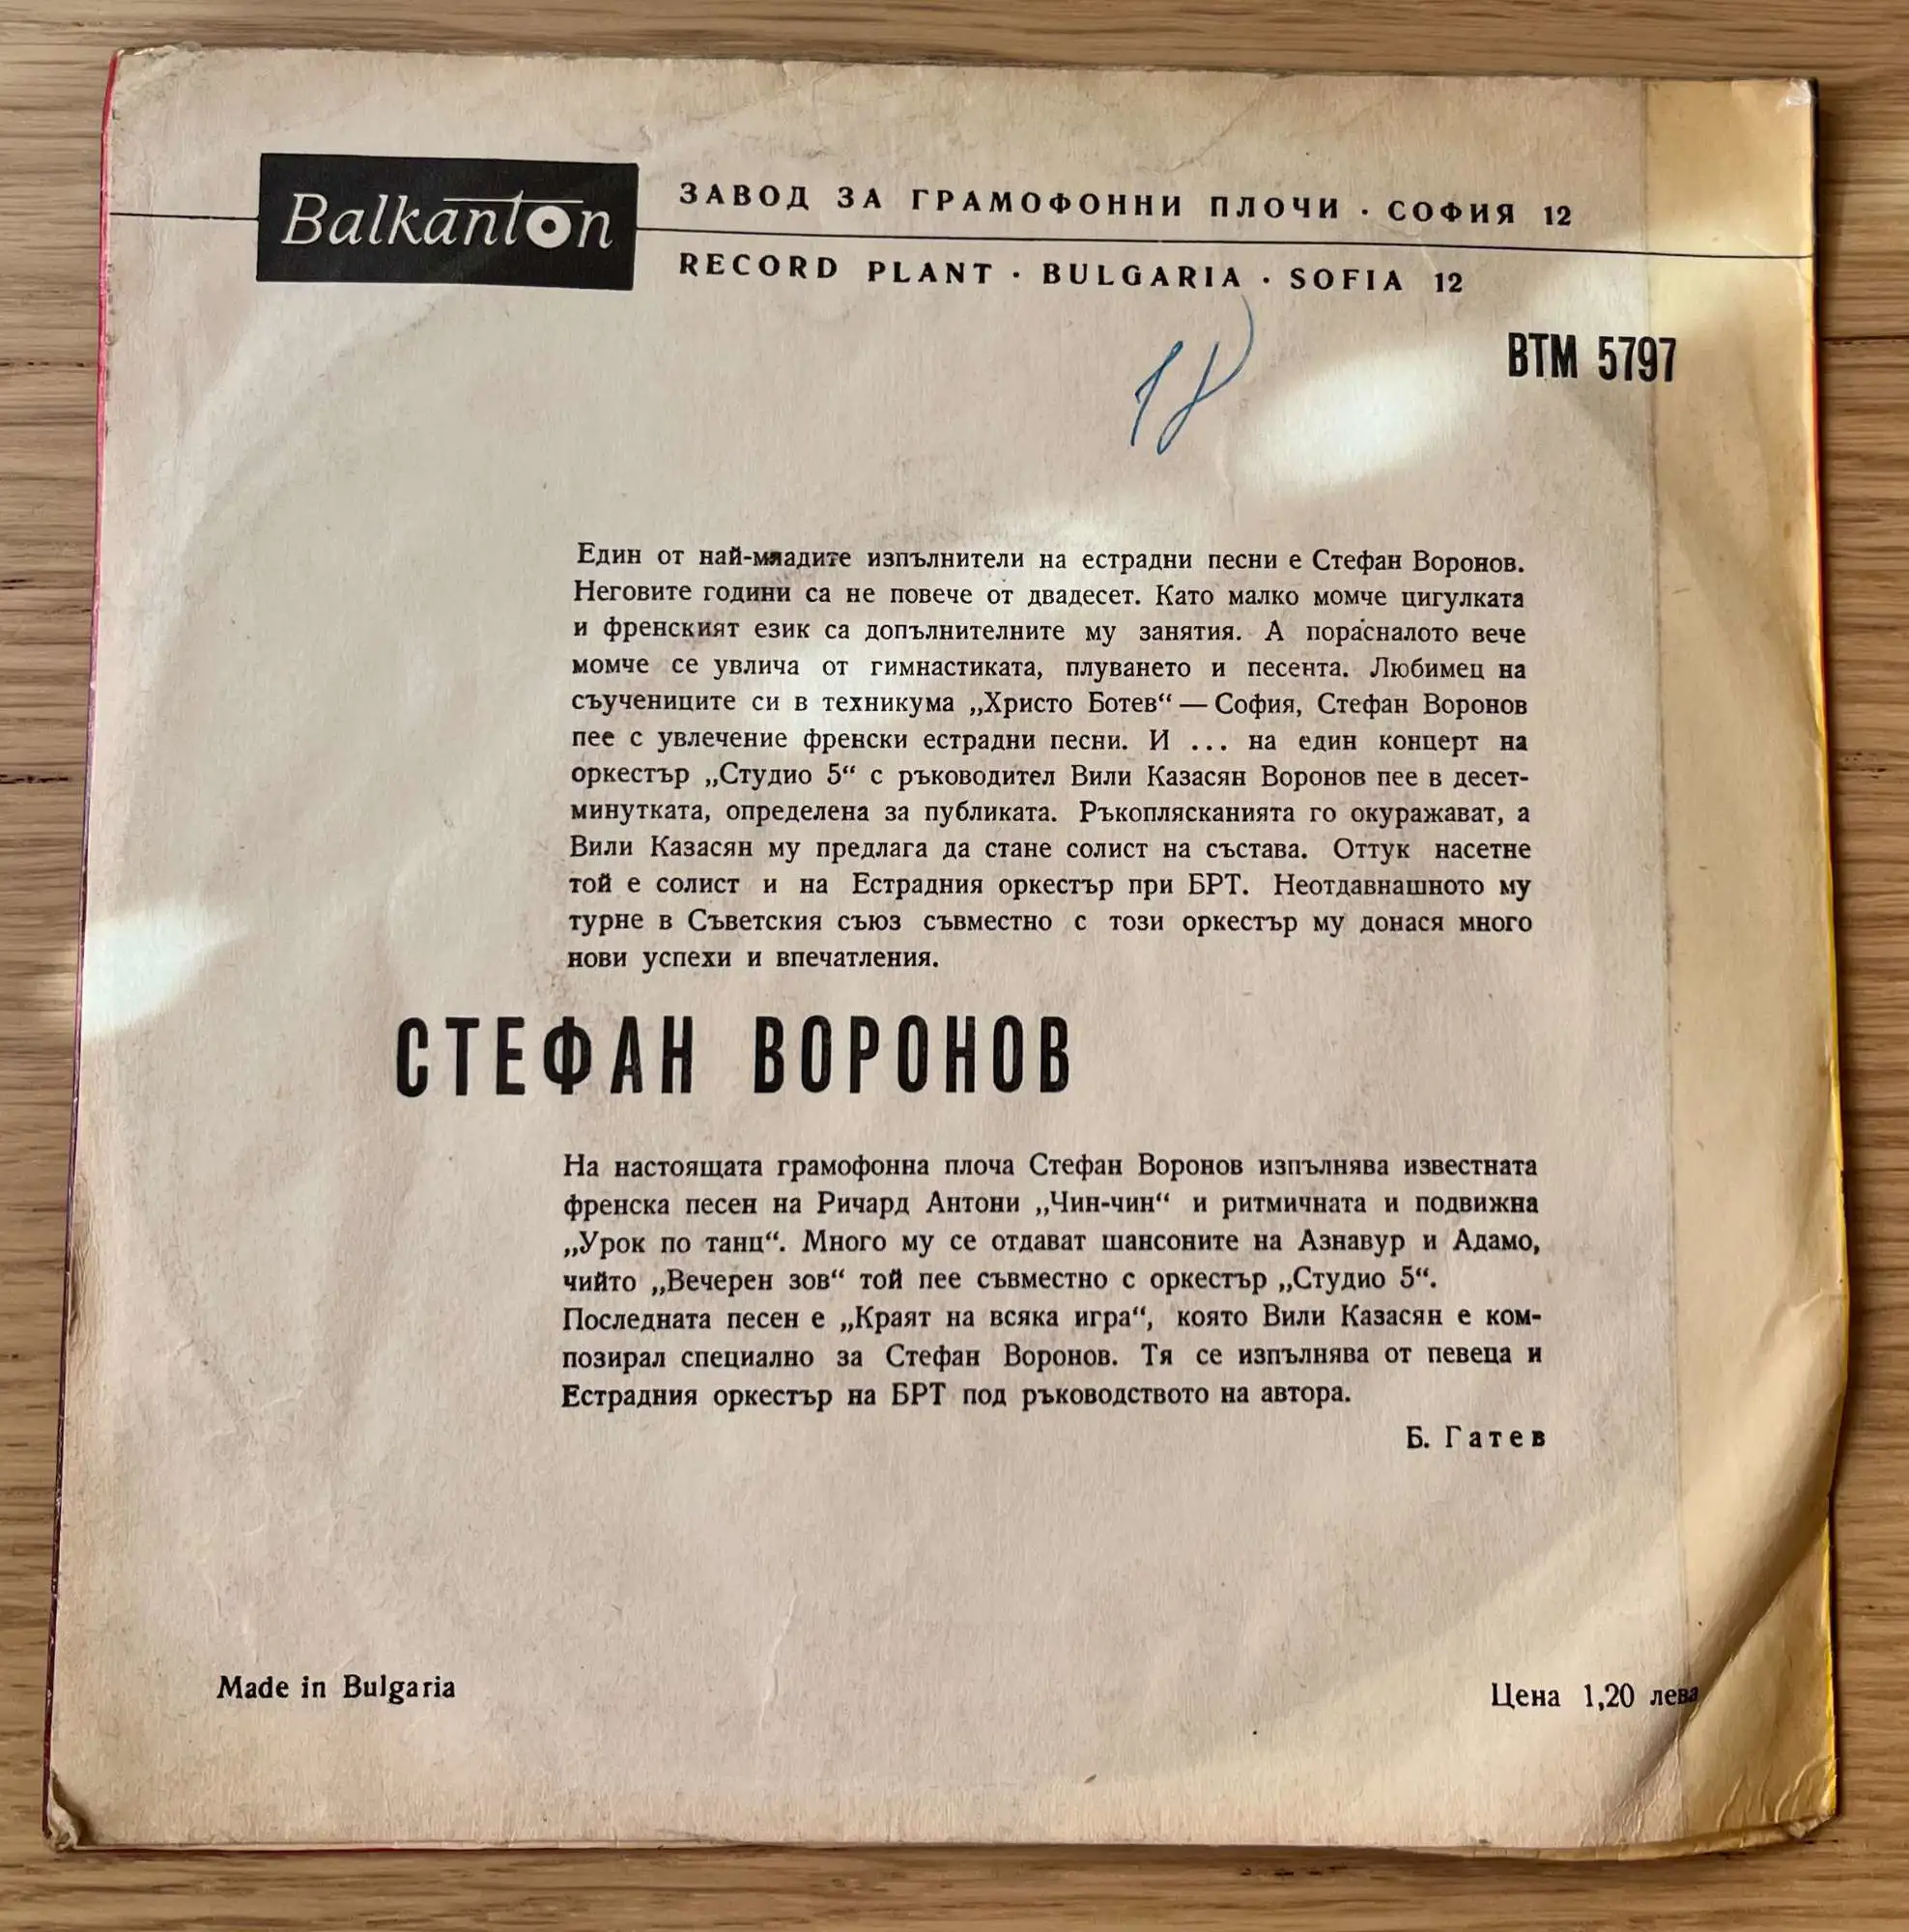 Balkanton
ЗАВОД ЗА ГРАМОФОННИ ПЛОЧИ · СОФИЯ 12
RECORD PLANT · BULGARIA · SOFIA 12
18
ВТМ 5797
Един от най-младите изпълнители на естрадни песни е Стефан Воронов.
Неговите години са не повече от двадесет. Като малко момче цигулката
и френският език са допълнителните му занятия. А порасналото вече
момче се увлича от гимнастиката, плуването и песента. Любимец на
съучениците си в техникума „Христо Ботев“ — София, Стефан Воронов
пее с увлечение френски естрадни песни. И ... на един концерт на
оркестър „Студио 5“ с ръководител Вили Казасян Воронов пее в десет-
минутката, определена за публиката. Ръкоплясканията го окуражават, а
Вили Казасян му предлага да стане солист на състава. Оттук насетне
той е солист и на Естрадния оркестър при БРТ. Неотдавнашното му
турне в Съветския съюз съвместно с този оркестър му донася много
нови успехи и впечатления.
СТЕФАН ВОРОНОВ
На настоящата грамофонна плоча Стефан Воронов изпълнява известната
френска песен на Ричард Антони „Чин-чин“ и ритмичната и подвижна
„Урок по танц“. Много му се отдават шансоните на Азнавур и Адамо,
чийто „Вечерен зов“ той пее съвместно с оркестър „Студио 5“.
Последната песен е „Краят на всяка игра“, която Вили Казасян е ком-
позирал специално за Стефан Воронов. Тя се изпълнява от певеца и
Естрадния оркестър на БРТ под ръководството на автора.
Б. Гатев
Made in Bulgaria
Цена 1,20 лева